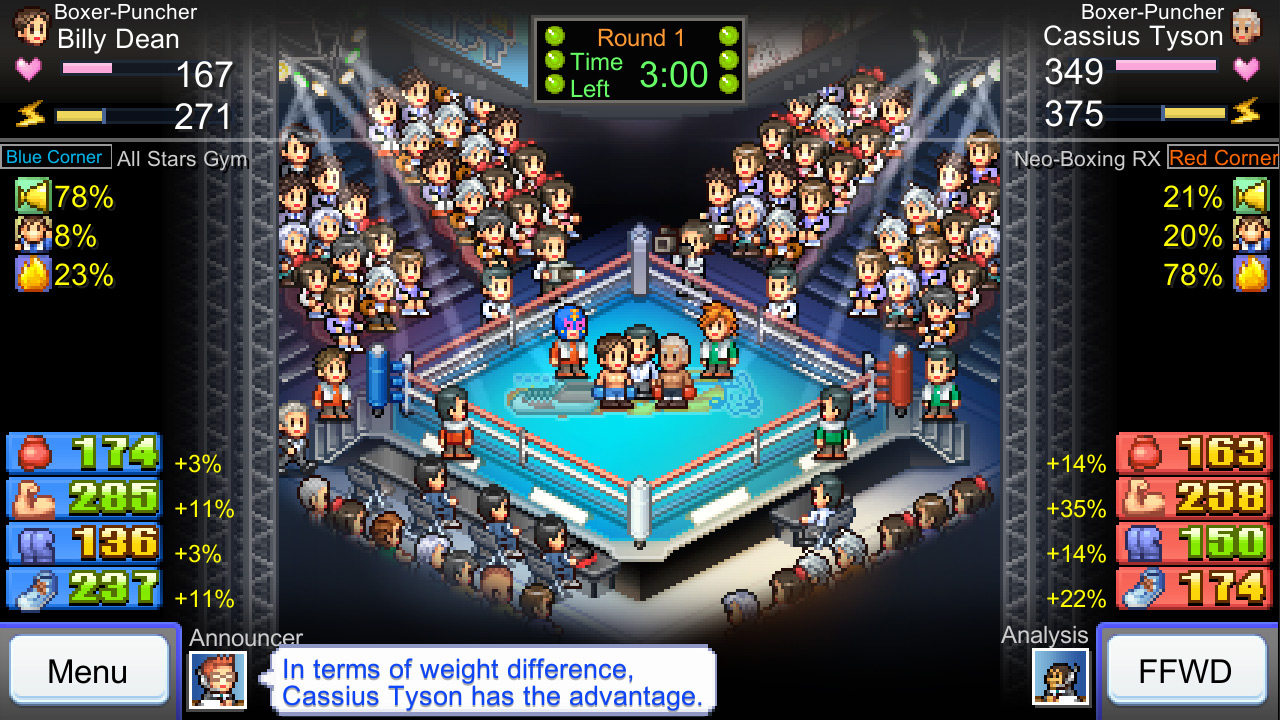 Boxer-Puncher
Billy Dean
167
271
Blue Corner
All Stars Gym
78%
8%
23%
Round 1
Time
Left
3:00
Boxer-Puncher
Cassius Tyson
349
375
Neo-Boxing RX
Red Corner
21%
20%
78%
174
+3%
285
+11%
136
+3%
237
+11%
+14%
163
+35%
258
+14%
150
+22%
174
Menu
Announcer
In terms of weight difference,
Cassius Tyson has the advantage.
Analysis
FFWD